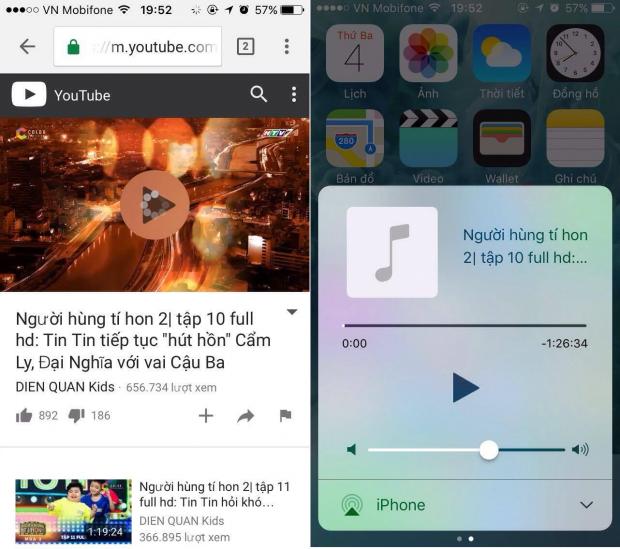 VN Mobifone 19:52 57%
://m.youtube.com 2
YouTube
COLOR
HTV7
Người hùng tí hon 2| tập 10 full
hd: Tin Tin tiếp tục "hút hồn" Cẩm
Ly, Đại Nghĩa với vai Cậu Ba
DIEN QUAN Kids · 656.734 lượt xem
892 186
TẬP 11 FULL
1:19:24
Người hùng tí hon 2| tập 11
full hd: Tin Tin hỏi khó…
DIEN QUAN Kids
366.895 lượt xem
VN Mobifone 19:52 57%
Thứ Ba
4
280
Lịch Ảnh Thời tiết Đồng hồ
Bản đồ Video Wallet Ghi chú
Người hùng tí hon
2| tập 10 full hd:...
0:00 -1:26:34
iPhone